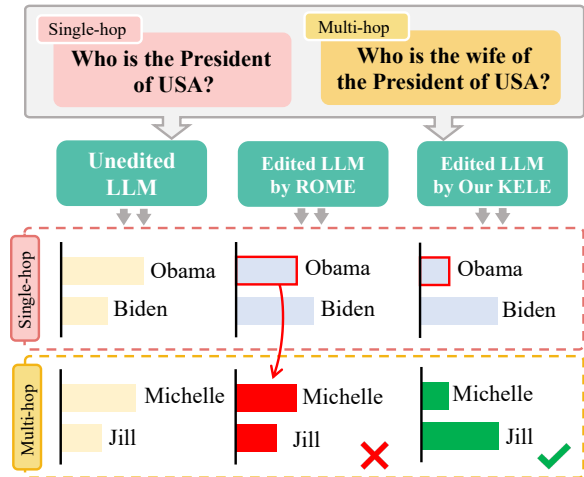 Single-hop
Who is the President
of USA?
Multi-hop
Who is the wife of
the President of USA?
Unedited
LLM
Edited LLM
by ROME
Edited LLM
by Our KELE
Single-hop
Obama
Biden
Obama
Biden
Obama
Biden
Multi-hop
Michelle
Jill
Michelle
Jill
Michelle
Jill